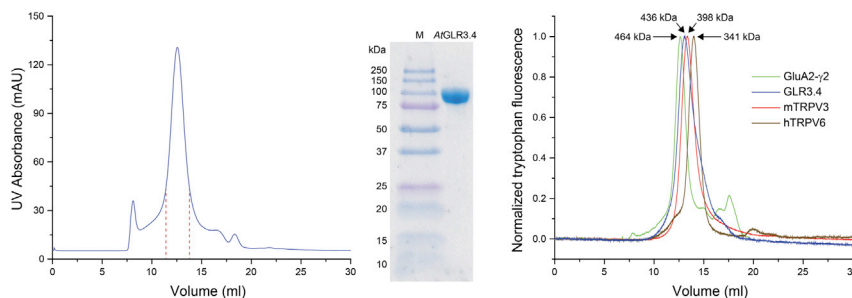 UV Absorbance (mAU)
150
120
90
60
30
0
0 5 10 15 20 25 30
Volume (ml)
M AtGLR3.4
kDa
250
150
100
75
50
37
25
20
15
10
Normalized tryptophan fluorescence
1.0
0.8
0.6
0.4
0.2
0.0
436 kDa 398 kDa
464 kDa 341 kDa
GluA2-γ2
GLR3.4
mTRPV3
hTRPV6
0 5 10 15 20 25 30
Volume (ml)